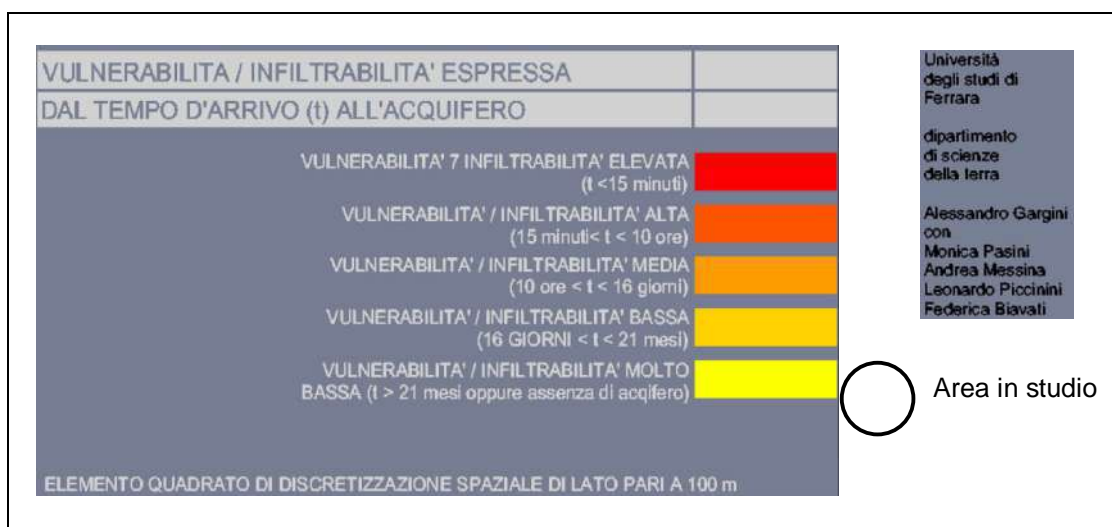 VULNERABILITA / INFILTRABILITA' ESPRESSA
DAL TEMPO D'ARRIVO (t) ALL'ACQUIFERO
VULNERABILITA' 7 INFILTRABILITA' ELEVATA
(t <15 minuti)
VULNERABILITA' / INFILTRABILITA' ALTA
(15 minuti< t < 10 ore)
VULNERABILITA' / INFILTRABILITA' MEDIA
(10 ore < t < 16 giorni)
VULNERABILITA' / INFILTRABILITA' BASSA
(16 GIORNI < t < 21 mesi)
VULNERABILITA' / INFILTRABILITA' MOLTO
BASSA (t > 21 mesi oppure assenza di acqifero)
ELEMENTO QUADRATO DI DISCRETIZZAZIONE SPAZIALE DI LATO PARI A 100 m
Università
degli studi di
Ferrara
dipartimento
di scienze
della terra
Alessandro Gargini
con
Monica Pasini
Andrea Messina
Leonardo Piccinini
Federica Biavati
Area in studio